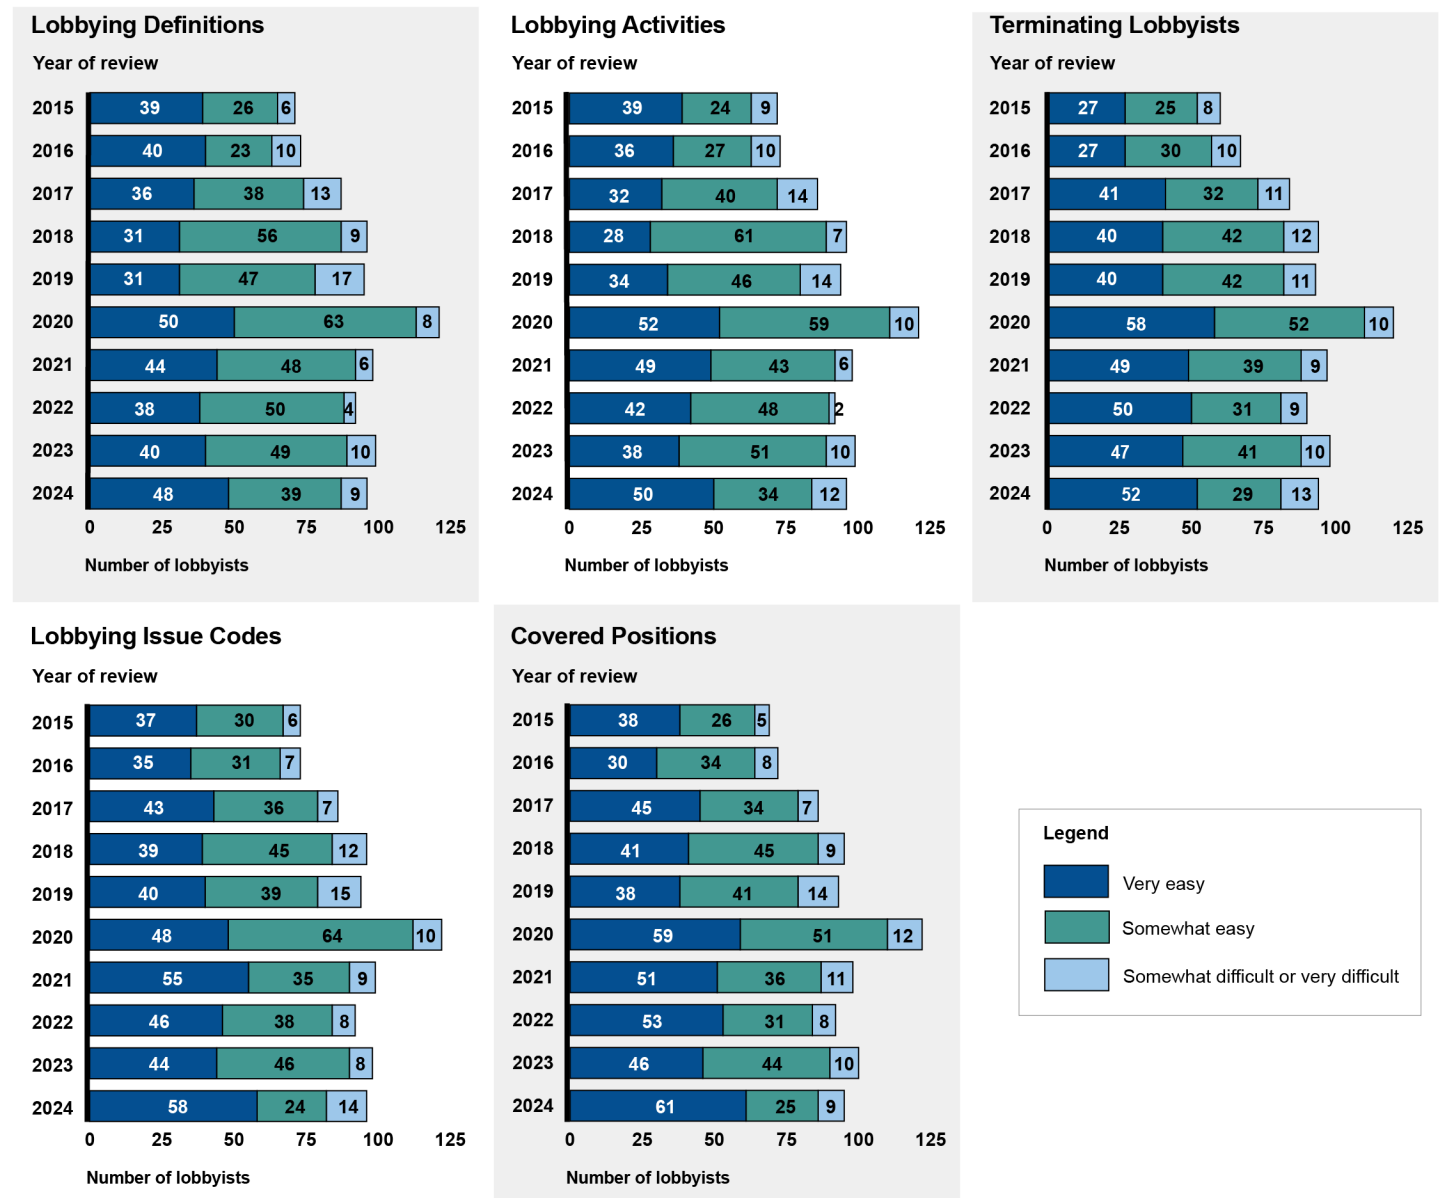 Lobbying Definitions
Year of review
2015 39 26 6
2016 40 23 10
2017 36 38 13
2018 31 56 9
2019 31 47 17
2020 50 63 8
2021 44 48 6
2022 38 50 4
2023 40 49 10
2024 48 39 9
0 25 50 75 100 125
Number of lobbyists
Lobbying Activities
Year of review
2015 39 24 9
2016 36 27 10
2017 32 40 14
2018 28 61 7
2019 34 46 14
2020 52 59 10
2021 49 43 6
2022 42 48 2
2023 38 51 10
2024 50 34 12
0 25 50 75 100 125
Number of lobbyists
Terminating Lobbyists
Year of review
2015 27 25 8
2016 27 30 10
2017 41 32 11
2018 40 42 12
2019 40 42 11
2020 58 52 10
2021 49 39 9
2022 50 31 9
2023 47 41 10
2024 52 29 13
0 25 50 75 100 125
Number of lobbyists
Lobbying Issue Codes
Year of review
2015 37 30 6
2016 35 31 7
2017 43 36 7
2018 39 45 12
2019 40 39 15
2020 48 64 10
2021 55 35 9
2022 46 38 8
2023 44 46 8
2024 58 24 14
0 25 50 75 100 125
Number of lobbyists
Covered Positions
Year of review
2015 38 26 5
2016 30 34 8
2017 45 34 7
2018 41 45 9
2019 38 41 14
2020 59 51 12
2021 51 36 11
2022 53 31 8
2023 46 44 10
2024 61 25 9
0 25 50 75 100 125
Number of lobbyists
Legend
Very easy
Somewhat easy
Somewhat difficult or very difficult